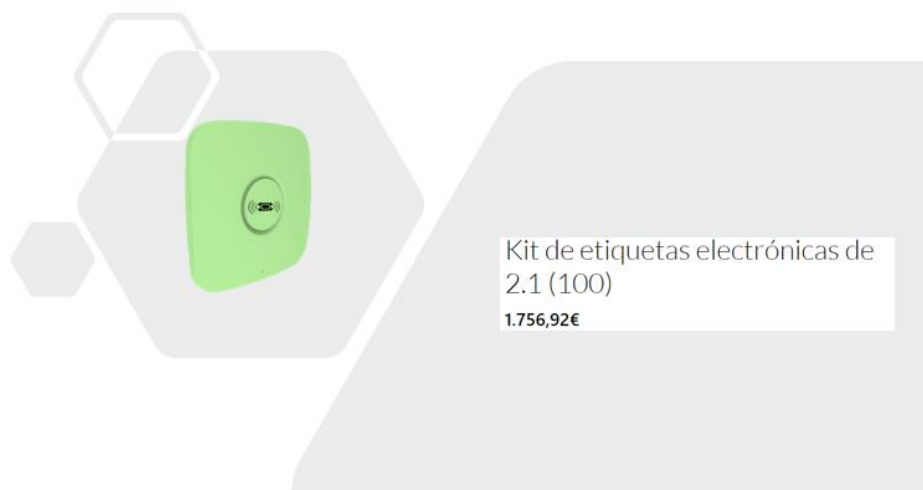 Kit de etiquetas electrónicas de
2.1 (100)
1.756,92€